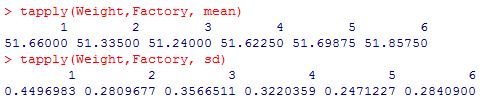 > tapply(Weight,Factory, mean)
1 2 3 4 5 6
51.66000 51.33500 51.24000 51.62250 51.69875 51.85750
> tapply(Weight,Factory, sd)
1 2 3 4 5 6
0.4496983 0.2809677 0.3566511 0.3220359 0.2471227 0.2840900